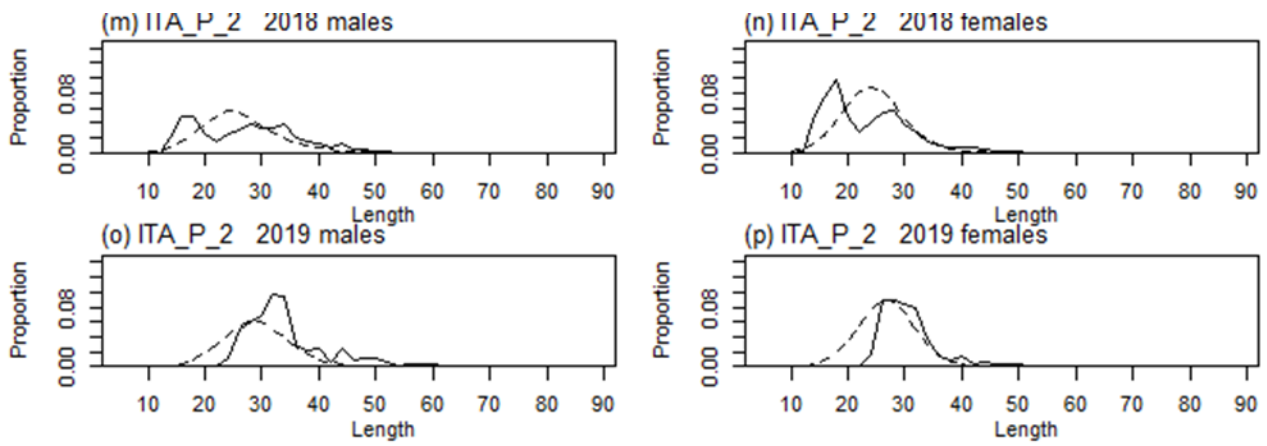 (m) ITA_P_2 2018 males
Proportion
0.00 0.08
10 20 30 40 50 60 70 80 90
Length
(n) ITA_P_2 2018 females
Proportion
0.00 0.08
10 20 30 40 50 60 70 80 90
Length
(o) ITA_P_2 2019 males
Proportion
0.00 0.08
10 20 30 40 50 60 70 80 90
Length
(p) ITA_P_2 2019 females
Proportion
0.00 0.08
10 20 30 40 50 60 70 80 90
Length